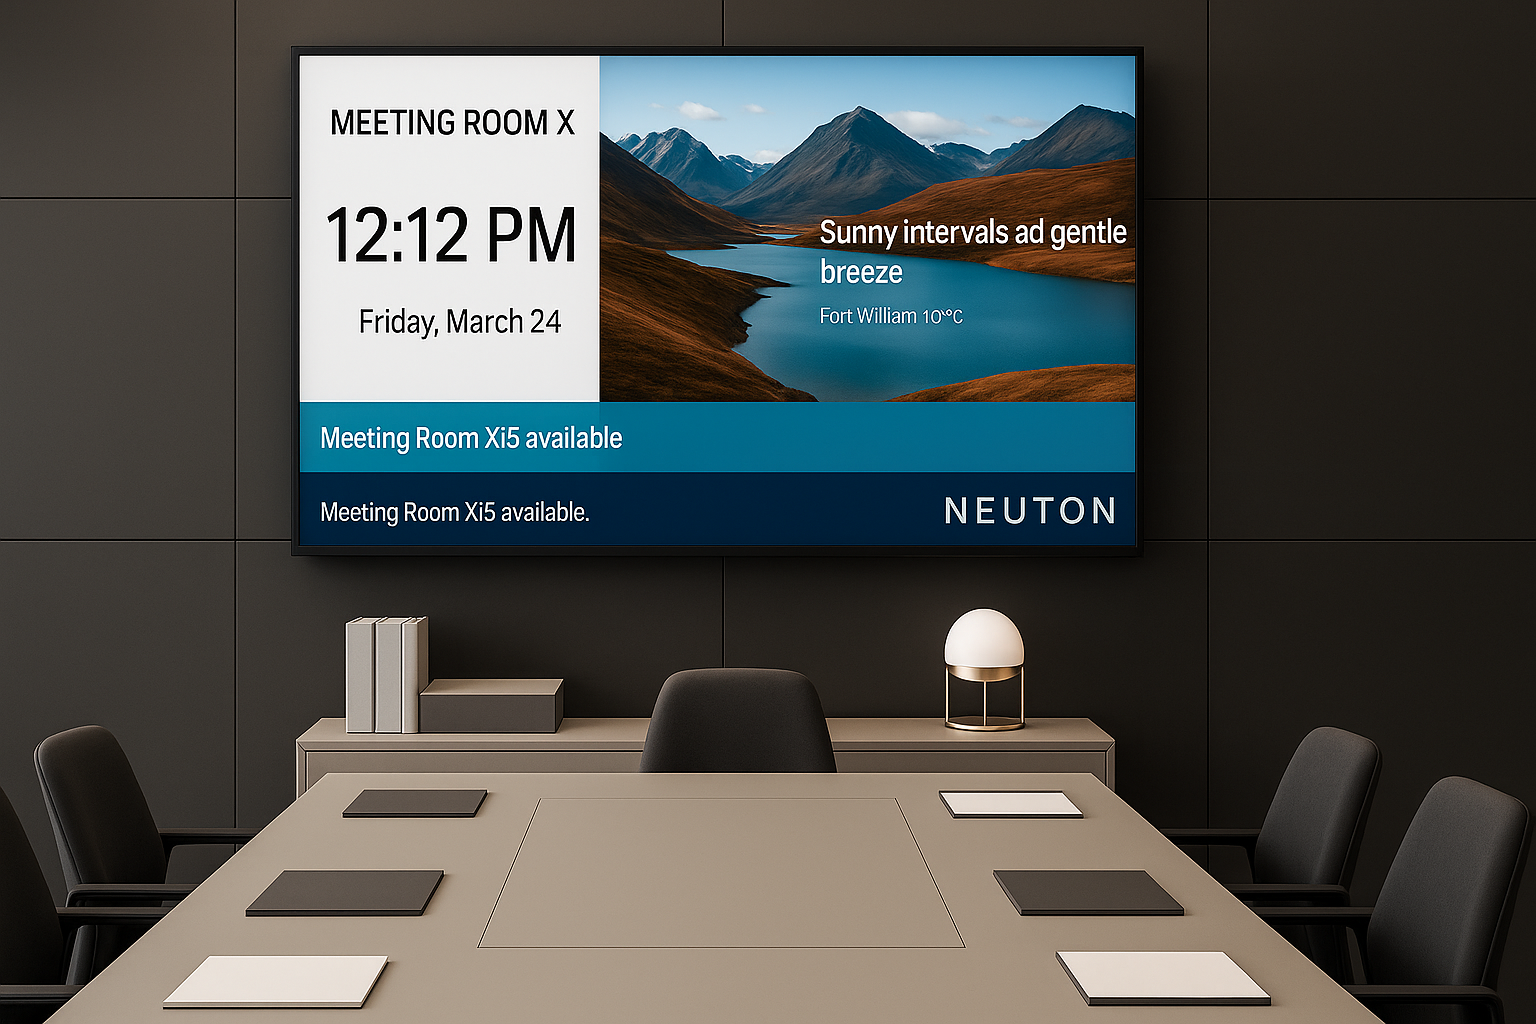 MEETING ROOM X
12:12 PM
Friday, March 24
Sunny intervals ad gentle
breeze
Fort William 10°C
Meeting Room Xi5 available
Meeting Room Xi5 available.
NEUTON